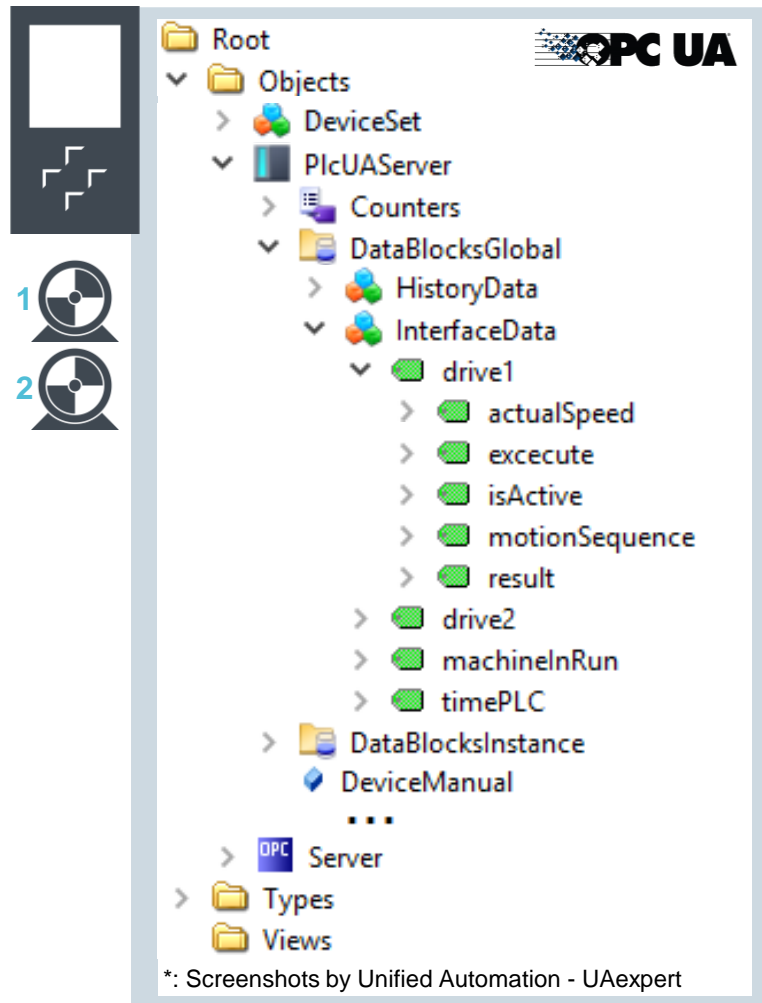 Root
OPC UA
Objects
DeviceSet
PlcUAServer
Counters
DataBlocksGlobal
1
HistoryData
InterfaceData
2
drive1
actualSpeed
excecute
isActive
motionSequence
result
drive2
machineInRun
timePLC
DataBlocksInstance
DeviceManual
...
OPC
Server
Types
Views
*: Screenshots by Unified Automation - UAexpert